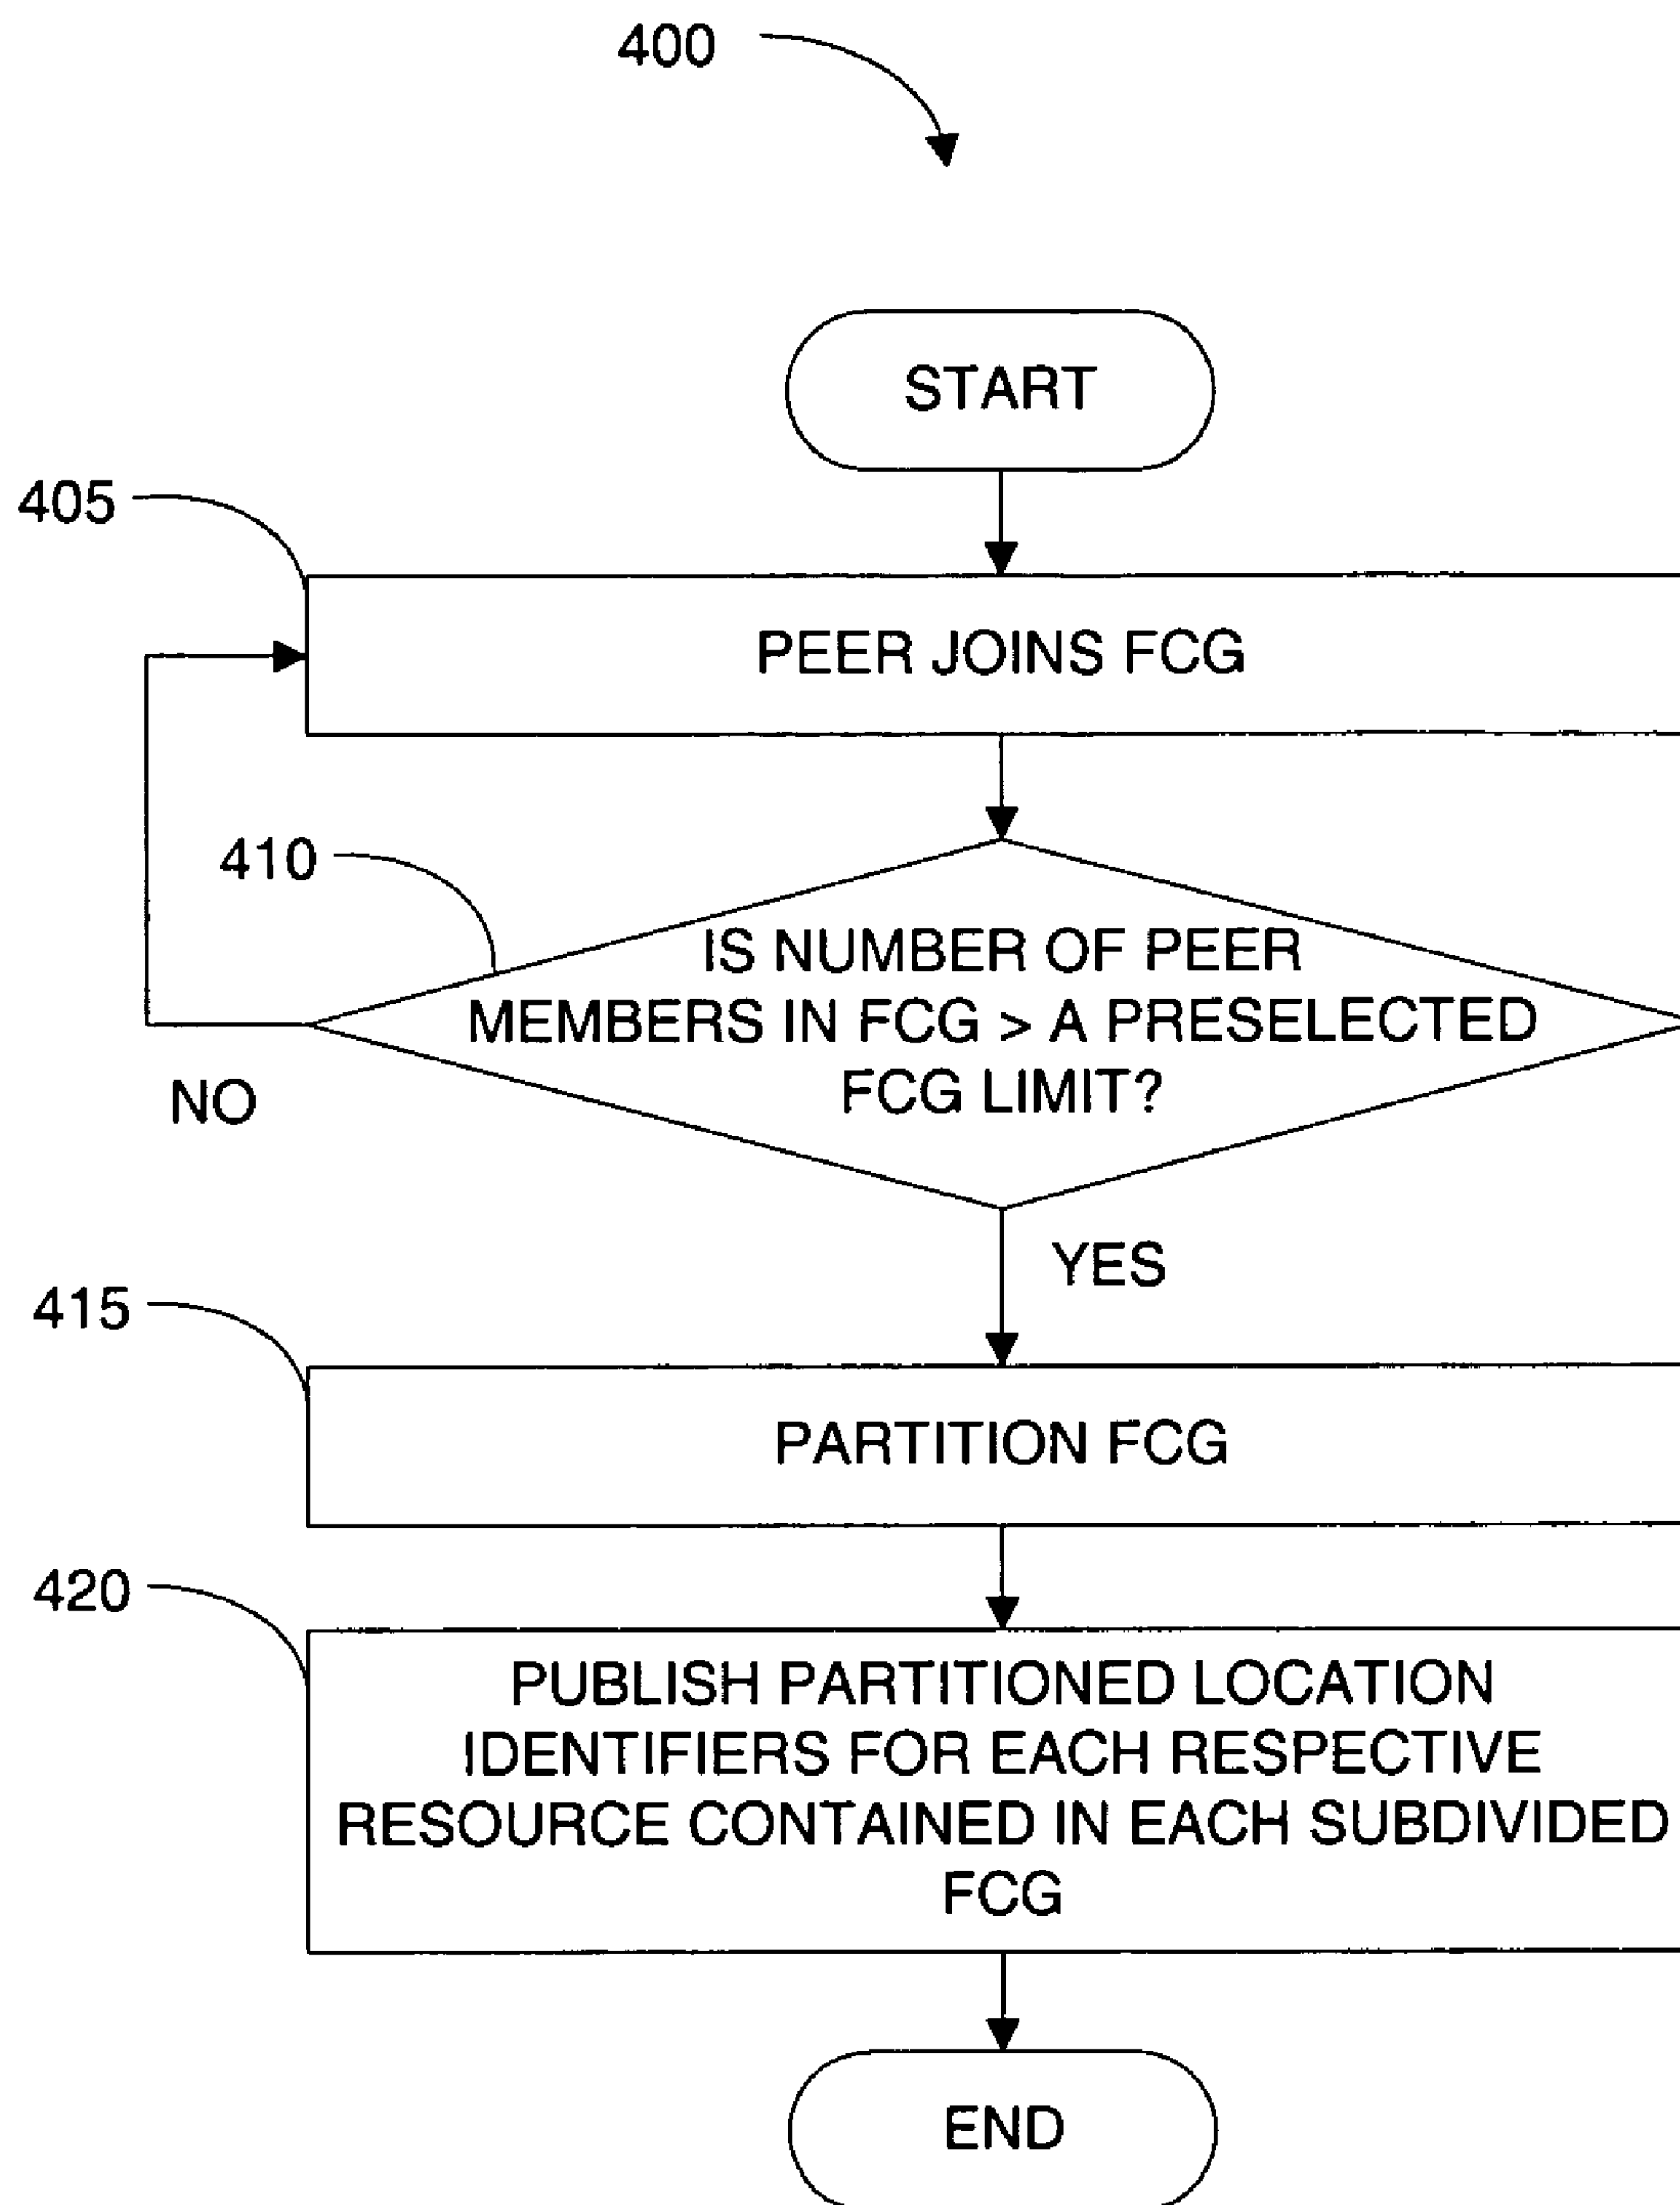 400
START
405
PEER JOINS FCG
410
IS NUMBER OF PEER
MEMBERS IN FCG > A PRESELECTED
FCG LIMIT?
NO
YES
415
PARTITION FCG
420
PUBLISH PARTITIONED LOCATION
IDENTIFIERS FOR EACH RESPECTIVE
RESOURCE CONTAINED IN EACH SUBDIVIDED
FCG
END